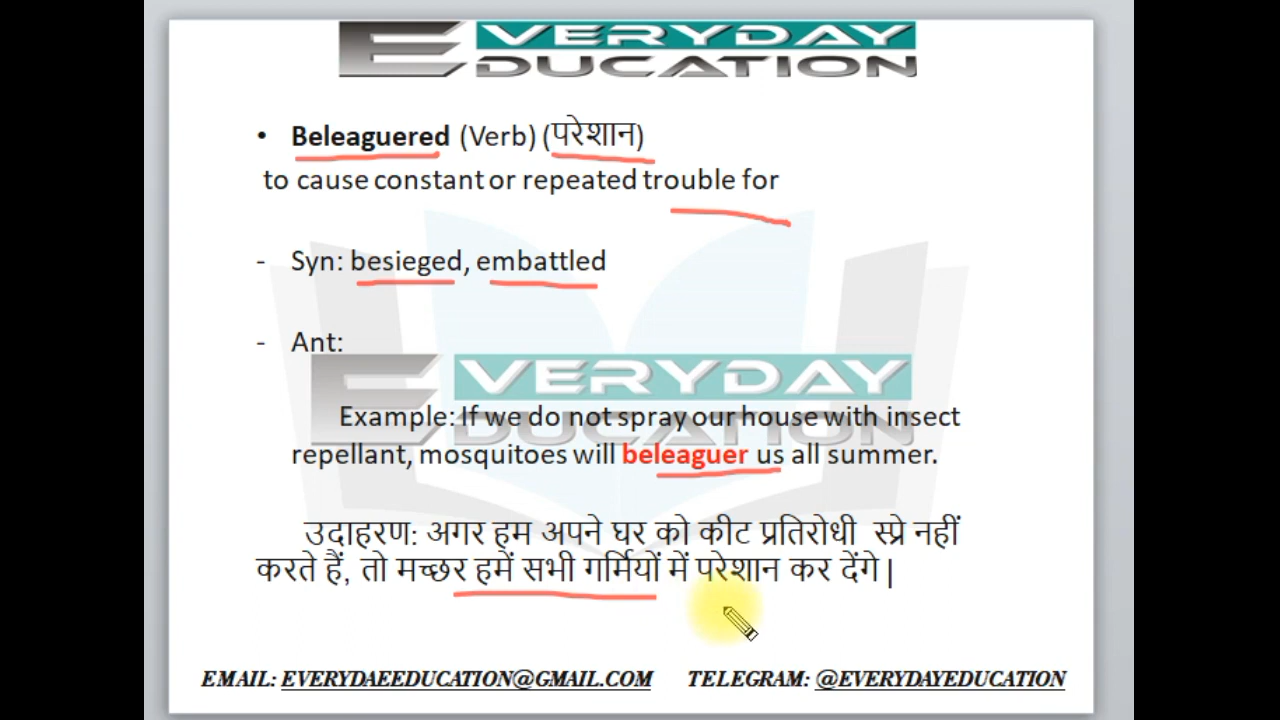 EVERYDAY
EDUCATION
• Beleaguered (Verb) (परेशान)
to cause constant or repeated trouble for
- Syn: besieged, embattled
- Ant:
EVERYDAY
EDUCATION
Example: If we do not spray our house with insect
repellant, mosquitoes will beleaguer us all summer.
उदाहरण: अगर हम अपने घर को कीट प्रतिरोधी स्प्रे नहीं
करते हैं, तो मच्छर हमें सभी गर्मियों में परेशान कर देंगे |
EMAIL: EVERYDAEEDUCATION@GMAIL.COM TELEGRAM: @EVERYDAYEDUCATION